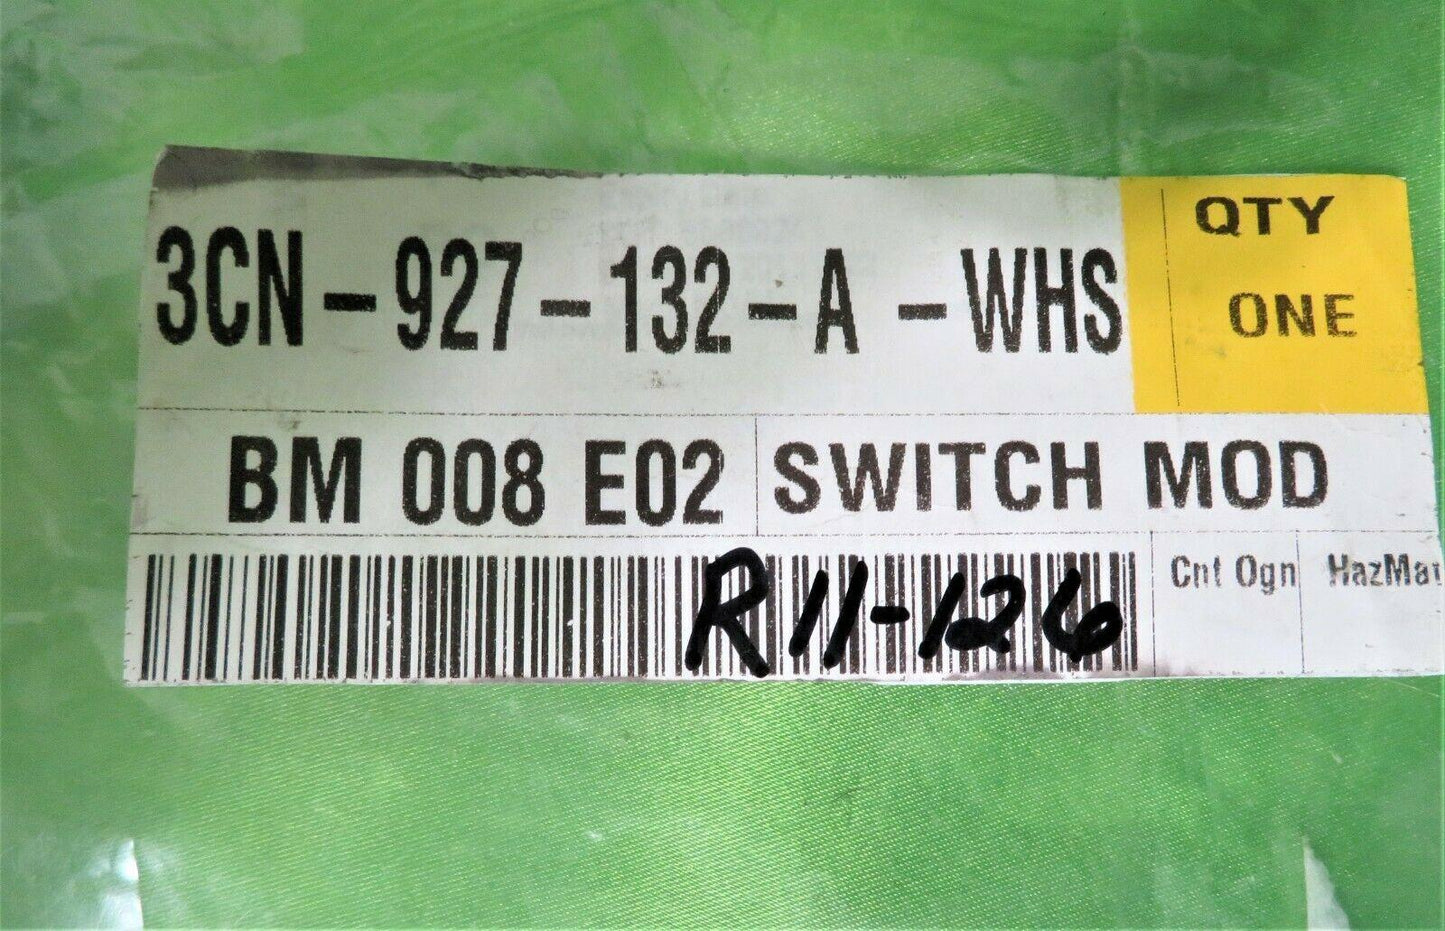 3CN-927-132-A-WHS
QTY
ONE
BM 008 E02
SWITCH MOD
Cnt Ogn
HazMat
R11-126